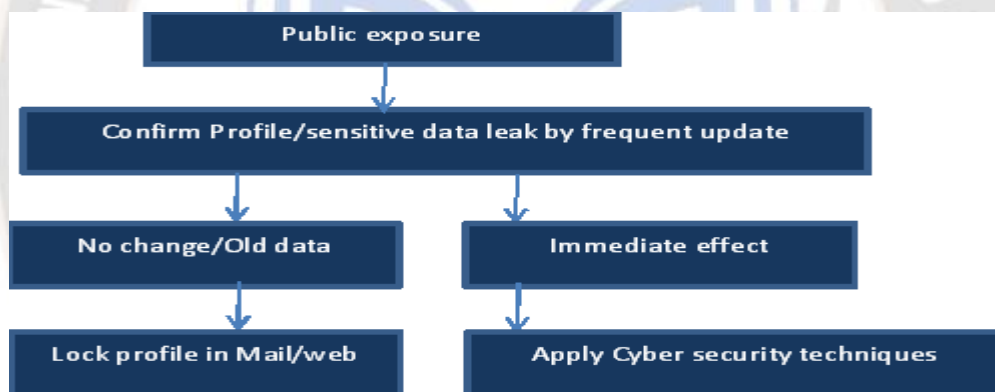 Public exposure
Confirm Profile/sensitive data leak by frequent update
No change/Old data
Immediate effect
Lock profile in Mail/web
Apply Cyber security techniques